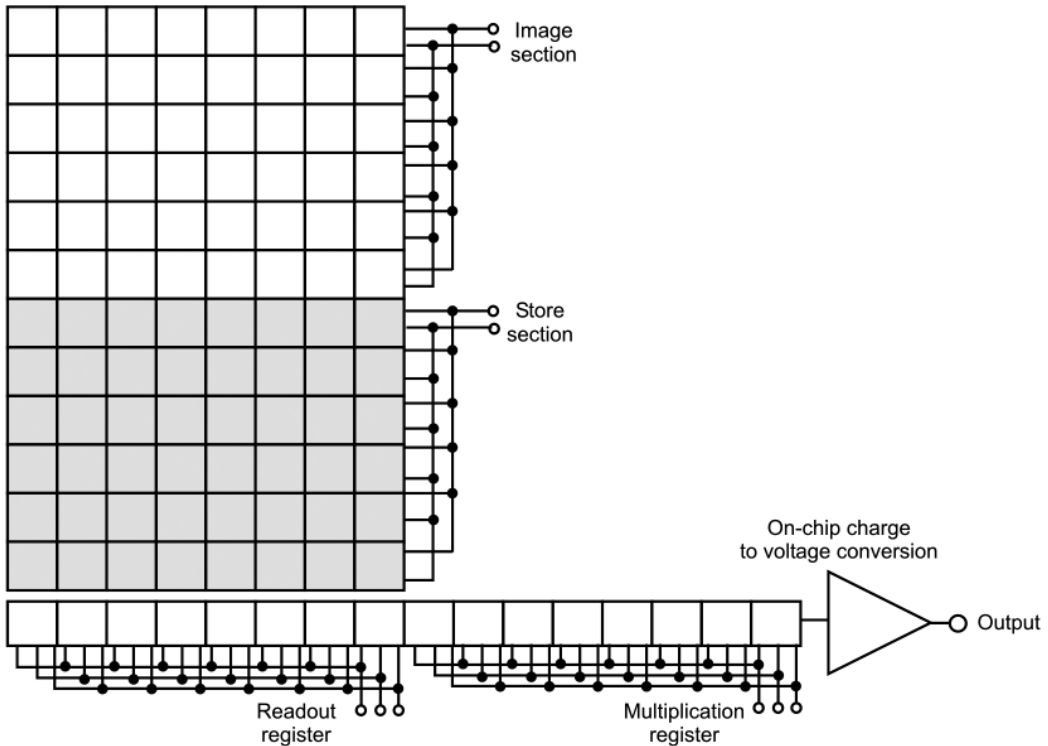 Image
section
Store
section
On-chip charge
to voltage conversion
Output
Readout
register
Multiplication
register